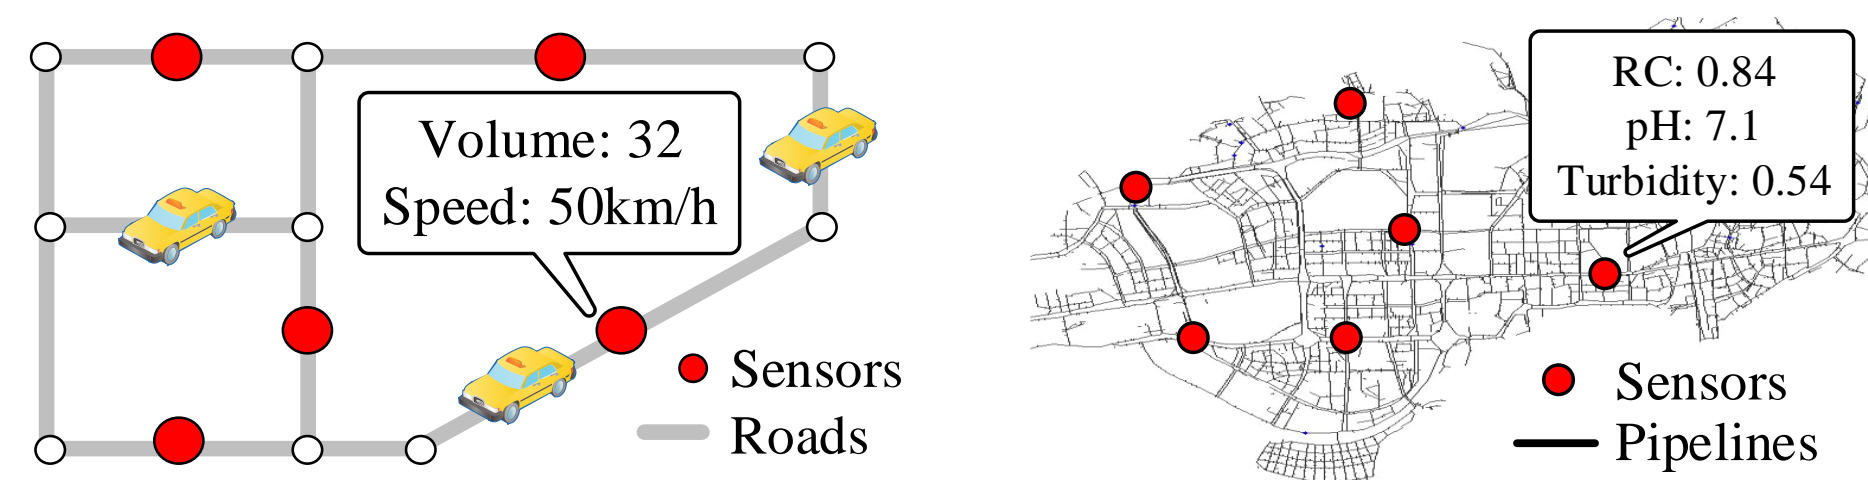 Volume: 32
Speed: 50km/h
Sensors
Roads
RC: 0.84
pH: 7.1
Turbidity: 0.54
Sensors
Pipelines